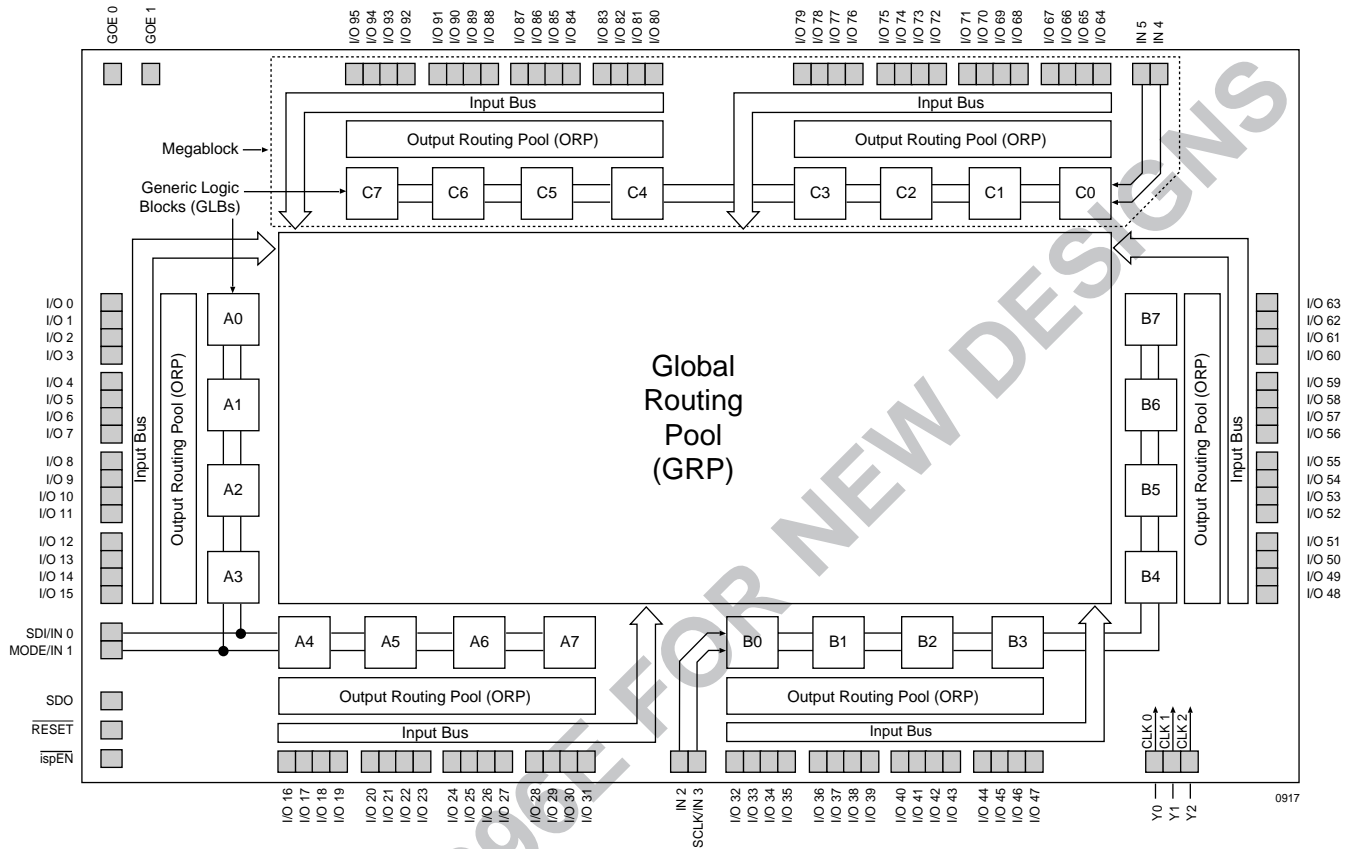 GOE 0
GOE 1
I/O 95
I/O 94
I/O 93
I/O 92
I/O 91
I/O 90
I/O 89
I/O 88
I/O 87
I/O 86
I/O 85
I/O 84
I/O 83
I/O 82
I/O 81
I/O 80
I/O 79
I/O 78
I/O 77
I/O 76
I/O 75
I/O 74
I/O 73
I/O 72
I/O 71
I/O 70
I/O 69
I/O 68
I/O 67
I/O 66
I/O 65
I/O 64
IN 5
IN 4
Input Bus
Input Bus
Output Routing Pool (ORP)
Output Routing Pool (ORP)
Megablock
Generic Logic
Blocks (GLBs)
C7
C6
C5
C4
C3
C2
C1
C0
I/O 0
I/O 1
I/O 2
I/O 3
I/O 4
I/O 5
I/O 6
I/O 7
I/O 8
I/O 9
I/O 10
I/O 11
I/O 12
I/O 13
I/O 14
I/O 15
Input Bus
Output Routing Pool (ORP)
A0
A1
A2
A3
Global
Routing
Pool
(GRP)
B7
B6
B5
B4
Output Routing Pool (ORP)
Input Bus
I/O 63
I/O 62
I/O 61
I/O 60
I/O 59
I/O 58
I/O 57
I/O 56
I/O 55
I/O 54
I/O 53
I/O 52
I/O 51
I/O 50
I/O 49
I/O 48
SDI/IN 0
MODE/IN 1
SDO
RESET
ispEN
A4
A5
A6
A7
B0
B1
B2
B3
Output Routing Pool (ORP)
Output Routing Pool (ORP)
Input Bus
Input Bus
I/O 16
I/O 17
I/O 18
I/O 19
I/O 20
I/O 21
I/O 22
I/O 23
I/O 24
I/O 25
I/O 26
I/O 27
I/O 28
I/O 29
I/O 30
I/O 31
IN 2
SCLK/IN 3
I/O 32
I/O 33
I/O 34
I/O 35
I/O 36
I/O 37
I/O 38
I/O 39
I/O 40
I/O 41
I/O 42
I/O 43
I/O 44
I/O 45
I/O 46
I/O 47
CLK 0
CLK 1
CLK 2
Y0
Y1
Y2
0917
96E FOR NEW DESIGNS